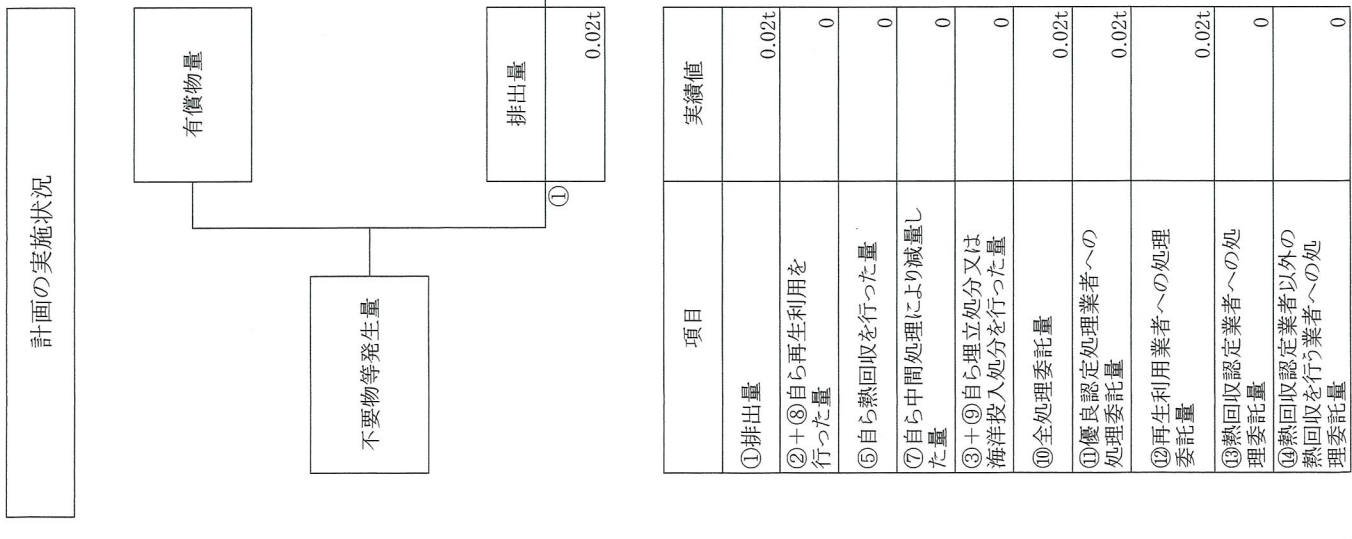 計画の実施状況
有償物量
不要物等発生量
排出量
①
0.02t
項目
実績値
①排出量
0.02t
②+⑧自ら再生利用を
行った量
0
⑤自ら熱回収を行った量
0
⑦自ら中間処理により減量し
た量
0
③+⑨自ら埋立処分又は
海洋投入処分を行った量
0
⑩全処理委託量
0.02t
⑪優良認定処理業者への
処理委託量
0.02t
⑫再生利用業者への処理
委託量
0.02t
⑬熱回収認定業者への処
理委託量
0
⑭熱回収認定業者以外の
熱回収を行う業者への処
理委託量
0